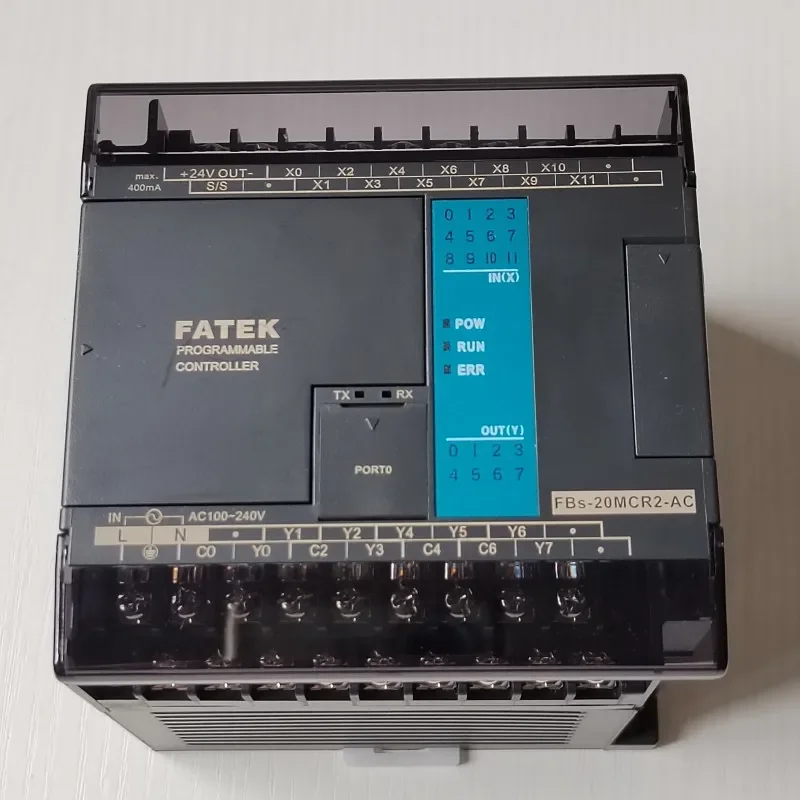 max. +24V OUT- X0 X2 X4 X6 X8 X10
400mA S/S X1 X3 X5 X7 X9 X11
0 1 2 3
4 5 6 7
8 9 10 11
IN(X)
FATEK
PROGRAMMABLE
CONTROLLER
POW
RUN
ERR
TX RX
PORT0
OUT(Y)
0 1 2 3
4 5 6 7
FBs-20MCR2-AC
IN AC100~240V
L N Y1 Y2 Y4 Y5 Y6
C0 Y0 C2 Y3 C4 C6 Y7